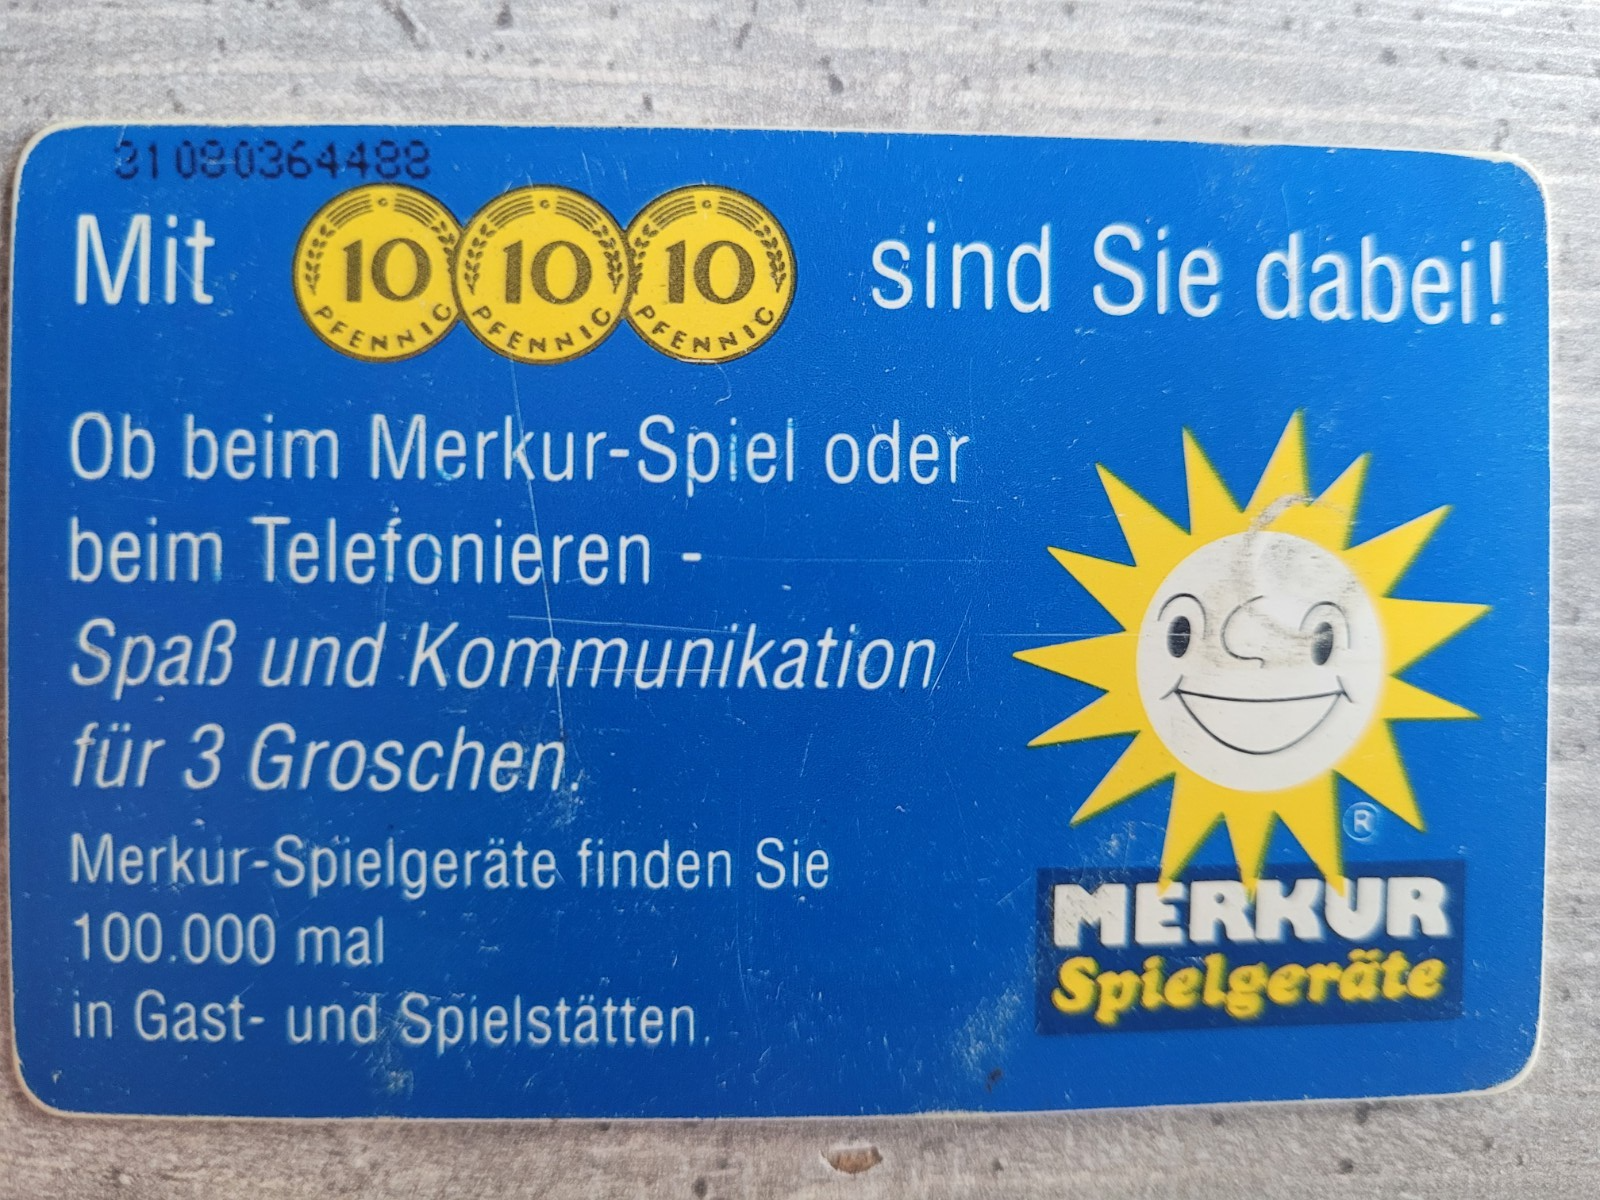 31080364488
Mit 10 PFENNIG 10 PFENNIG 10 PFENNIG sind Sie dabei!
Ob beim Merkur-Spiel oder
beim Telefonieren -
Spaß und Kommunikation
für 3 Groschen.
Merkur-Spielgeräte finden Sie
100.000 mal
in Gast- und Spielstätten.
®
MERKUR
Spielgeräte